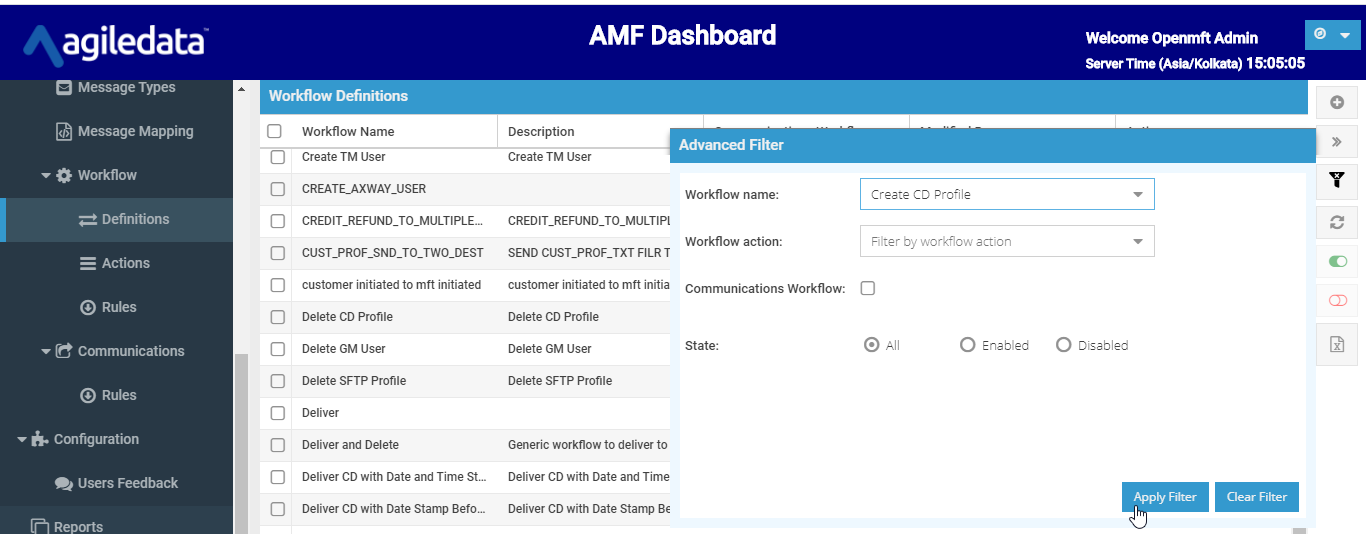 agiledata™
AMF Dashboard
Welcome Openmft Admin
Server Time (Asia/Kolkata) 15:05:05
Message Types
Message Mapping
Workflow
Definitions
Actions
Rules
Communications
Rules
Configuration
Users Feedback
Reports
Workflow Definitions
Workflow Name Description
Create TM User Create TM User
CREATE_AXWAY_USER
CREDIT_REFUND_TO_MULTIPLE... CREDIT_REFUND_TO_MULTIPL
CUST_PROF_SND_TO_TWO_DEST SEND CUST_PROF_TXT FILR T
customer initiated to mft initiated customer initiated to mft initia
Delete CD Profile Delete CD Profile
Delete GM User Delete GM User
Delete SFTP Profile Delete SFTP Profile
Deliver
Deliver and Delete Generic workflow to deliver to
Deliver CD with Date and Time St... Deliver CD with Date and Time
Deliver CD with Date Stamp Befo... Deliver CD with Date Stamp Be
Advanced Filter
Workflow name: Create CD Profile
Workflow action: Filter by workflow action
Communications Workflow:
State: All Enabled Disabled
Apply Filter Clear Filter